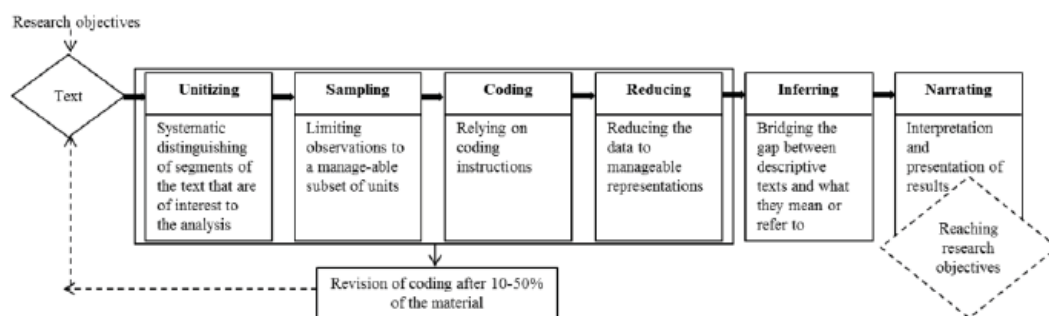 Research objectives
Text
Unitizing
Systematic
distinguishing
of segments of
the text that are
of interest to
the analysis
Sampling
Limiting
observations to
a manage-able
subset of units
Coding
Relying on
coding
instructions
Reducing
Reducing the
data to
manageable
representations
Inferring
Bridging the
gap between
descriptive
texts and what
they mean or
refer to
Narrating
Interpretation
and
presentation of
results
Reaching
research
objectives
Revision of coding after 10-50%
of the material